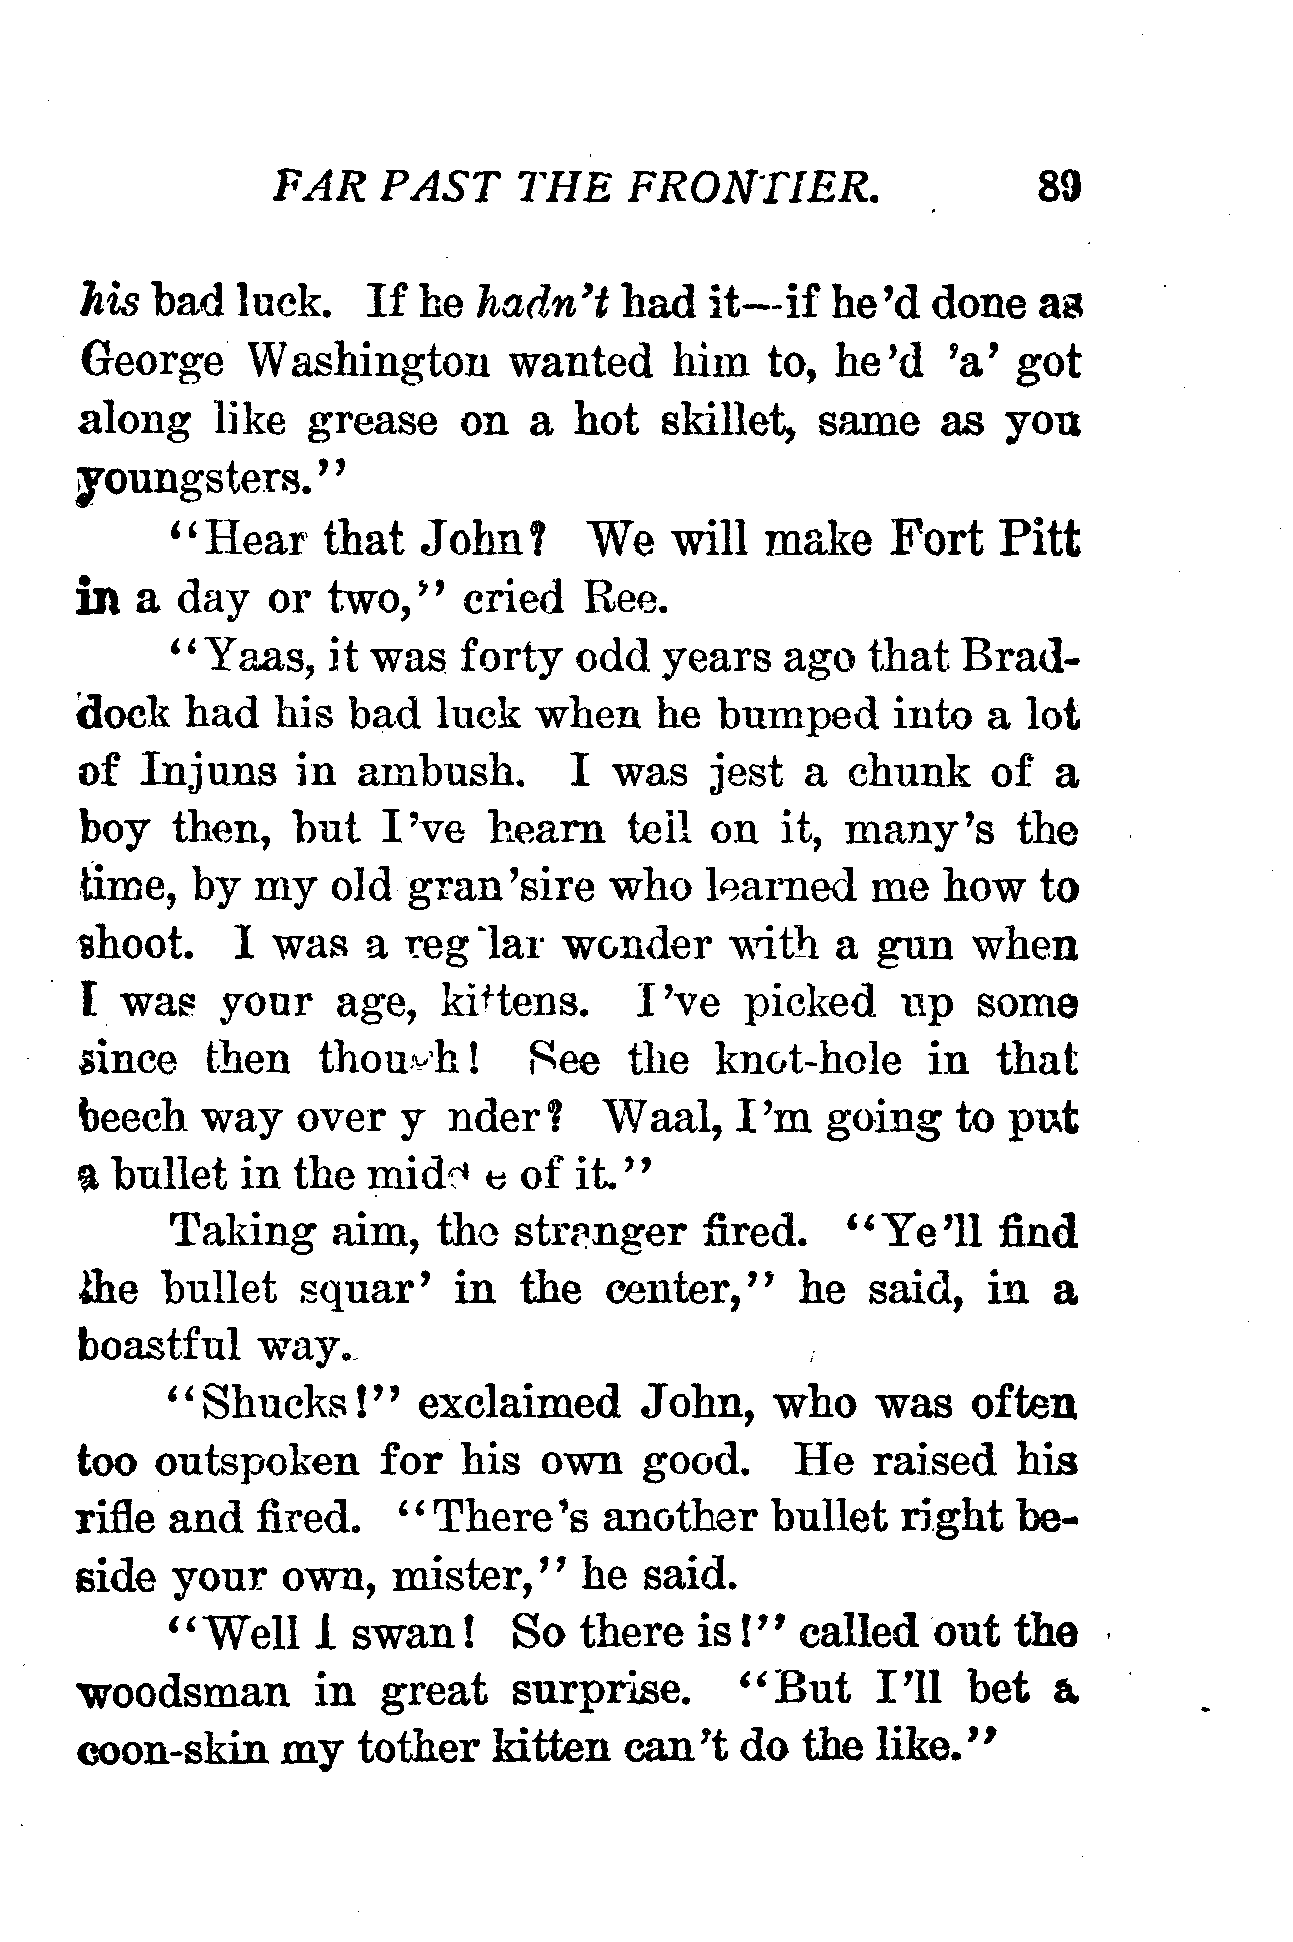 FAR PAST THE FRONTIER. 89
his bad luck. If he hadn't had it—if he'd done as
George Washington wanted him to, he'd 'a' got
along like grease on a hot skillet, same as you
youngsters."
"Hear that John? We will make Fort Pitt
in a day or two," cried Ree.
"Yaas, it was forty odd years ago that Brad-
dock had his bad luck when he bumped into a lot
of Injuns in ambush. I was jest a chunk of a
boy then, but I've hearn tell on it, many's the
time, by my old gran'sire who learned me how to
shoot. I was a reg'lar wonder with a gun when
I was your age, kittens. I've picked up some
since then though! See the knot-hole in that
beech way over y nder? Waal, I'm going to put
a bullet in the middle of it."
Taking aim, the stranger fired. "Ye'll find
the bullet squar' in the center," he said, in a
boastful way.
"Shucks!" exclaimed John, who was often
too outspoken for his own good. He raised his
rifle and fired. "There's another bullet right be-
side your own, mister," he said.
"Well I swan! So there is!" called out the
woodsman in great surprise. "But I'll bet a
coon-skin my tother kitten can't do the like."